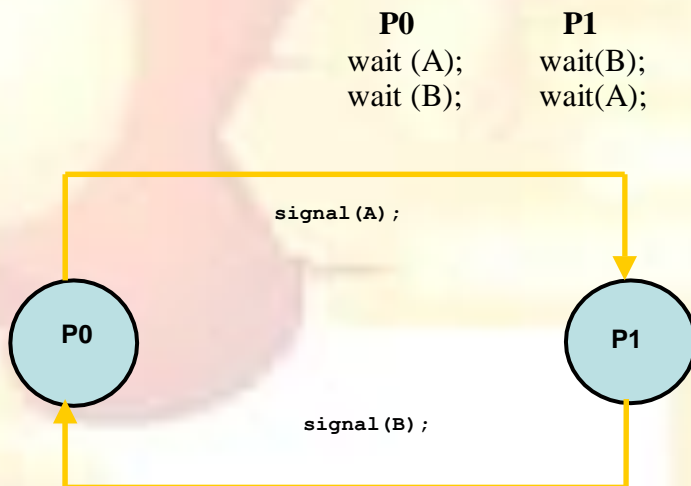 P0 P1
wait (A); wait(B);
wait (B); wait(A);
signal(A);
P0 P1
signal(B);